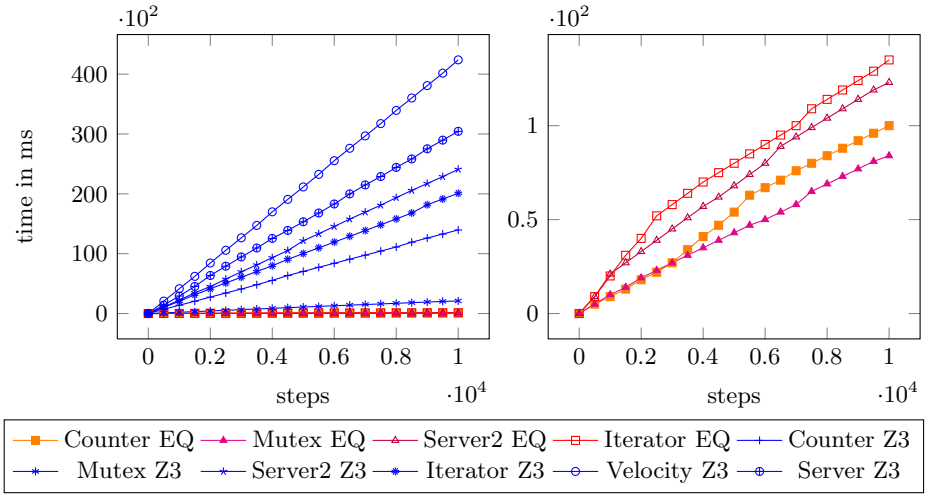 ·10²
·10²
400
300
200
100
0
time in ms
1
0.5
0
0 0.2 0.4 0.6 0.8 1
0 0.2 0.4 0.6 0.8 1
steps
·10⁴
steps
·10⁴
Counter EQ Mutex EQ Server2 EQ Iterator EQ Counter Z3
Mutex Z3 Server2 Z3 Iterator Z3 Velocity Z3 Server Z3